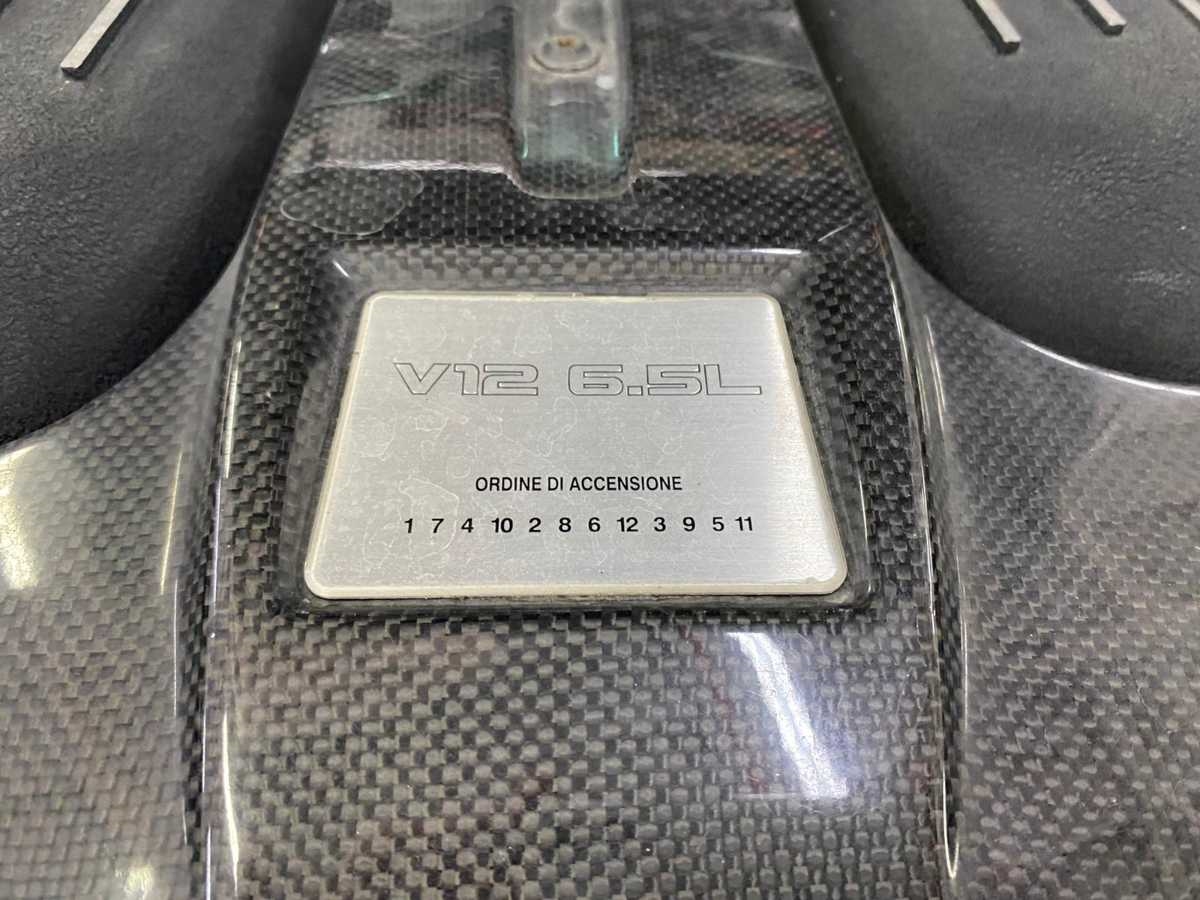 V12 6.5L
ORDINE DI ACCENSIONE
1 7 4 10 2 8 6 12 3 9 5 11